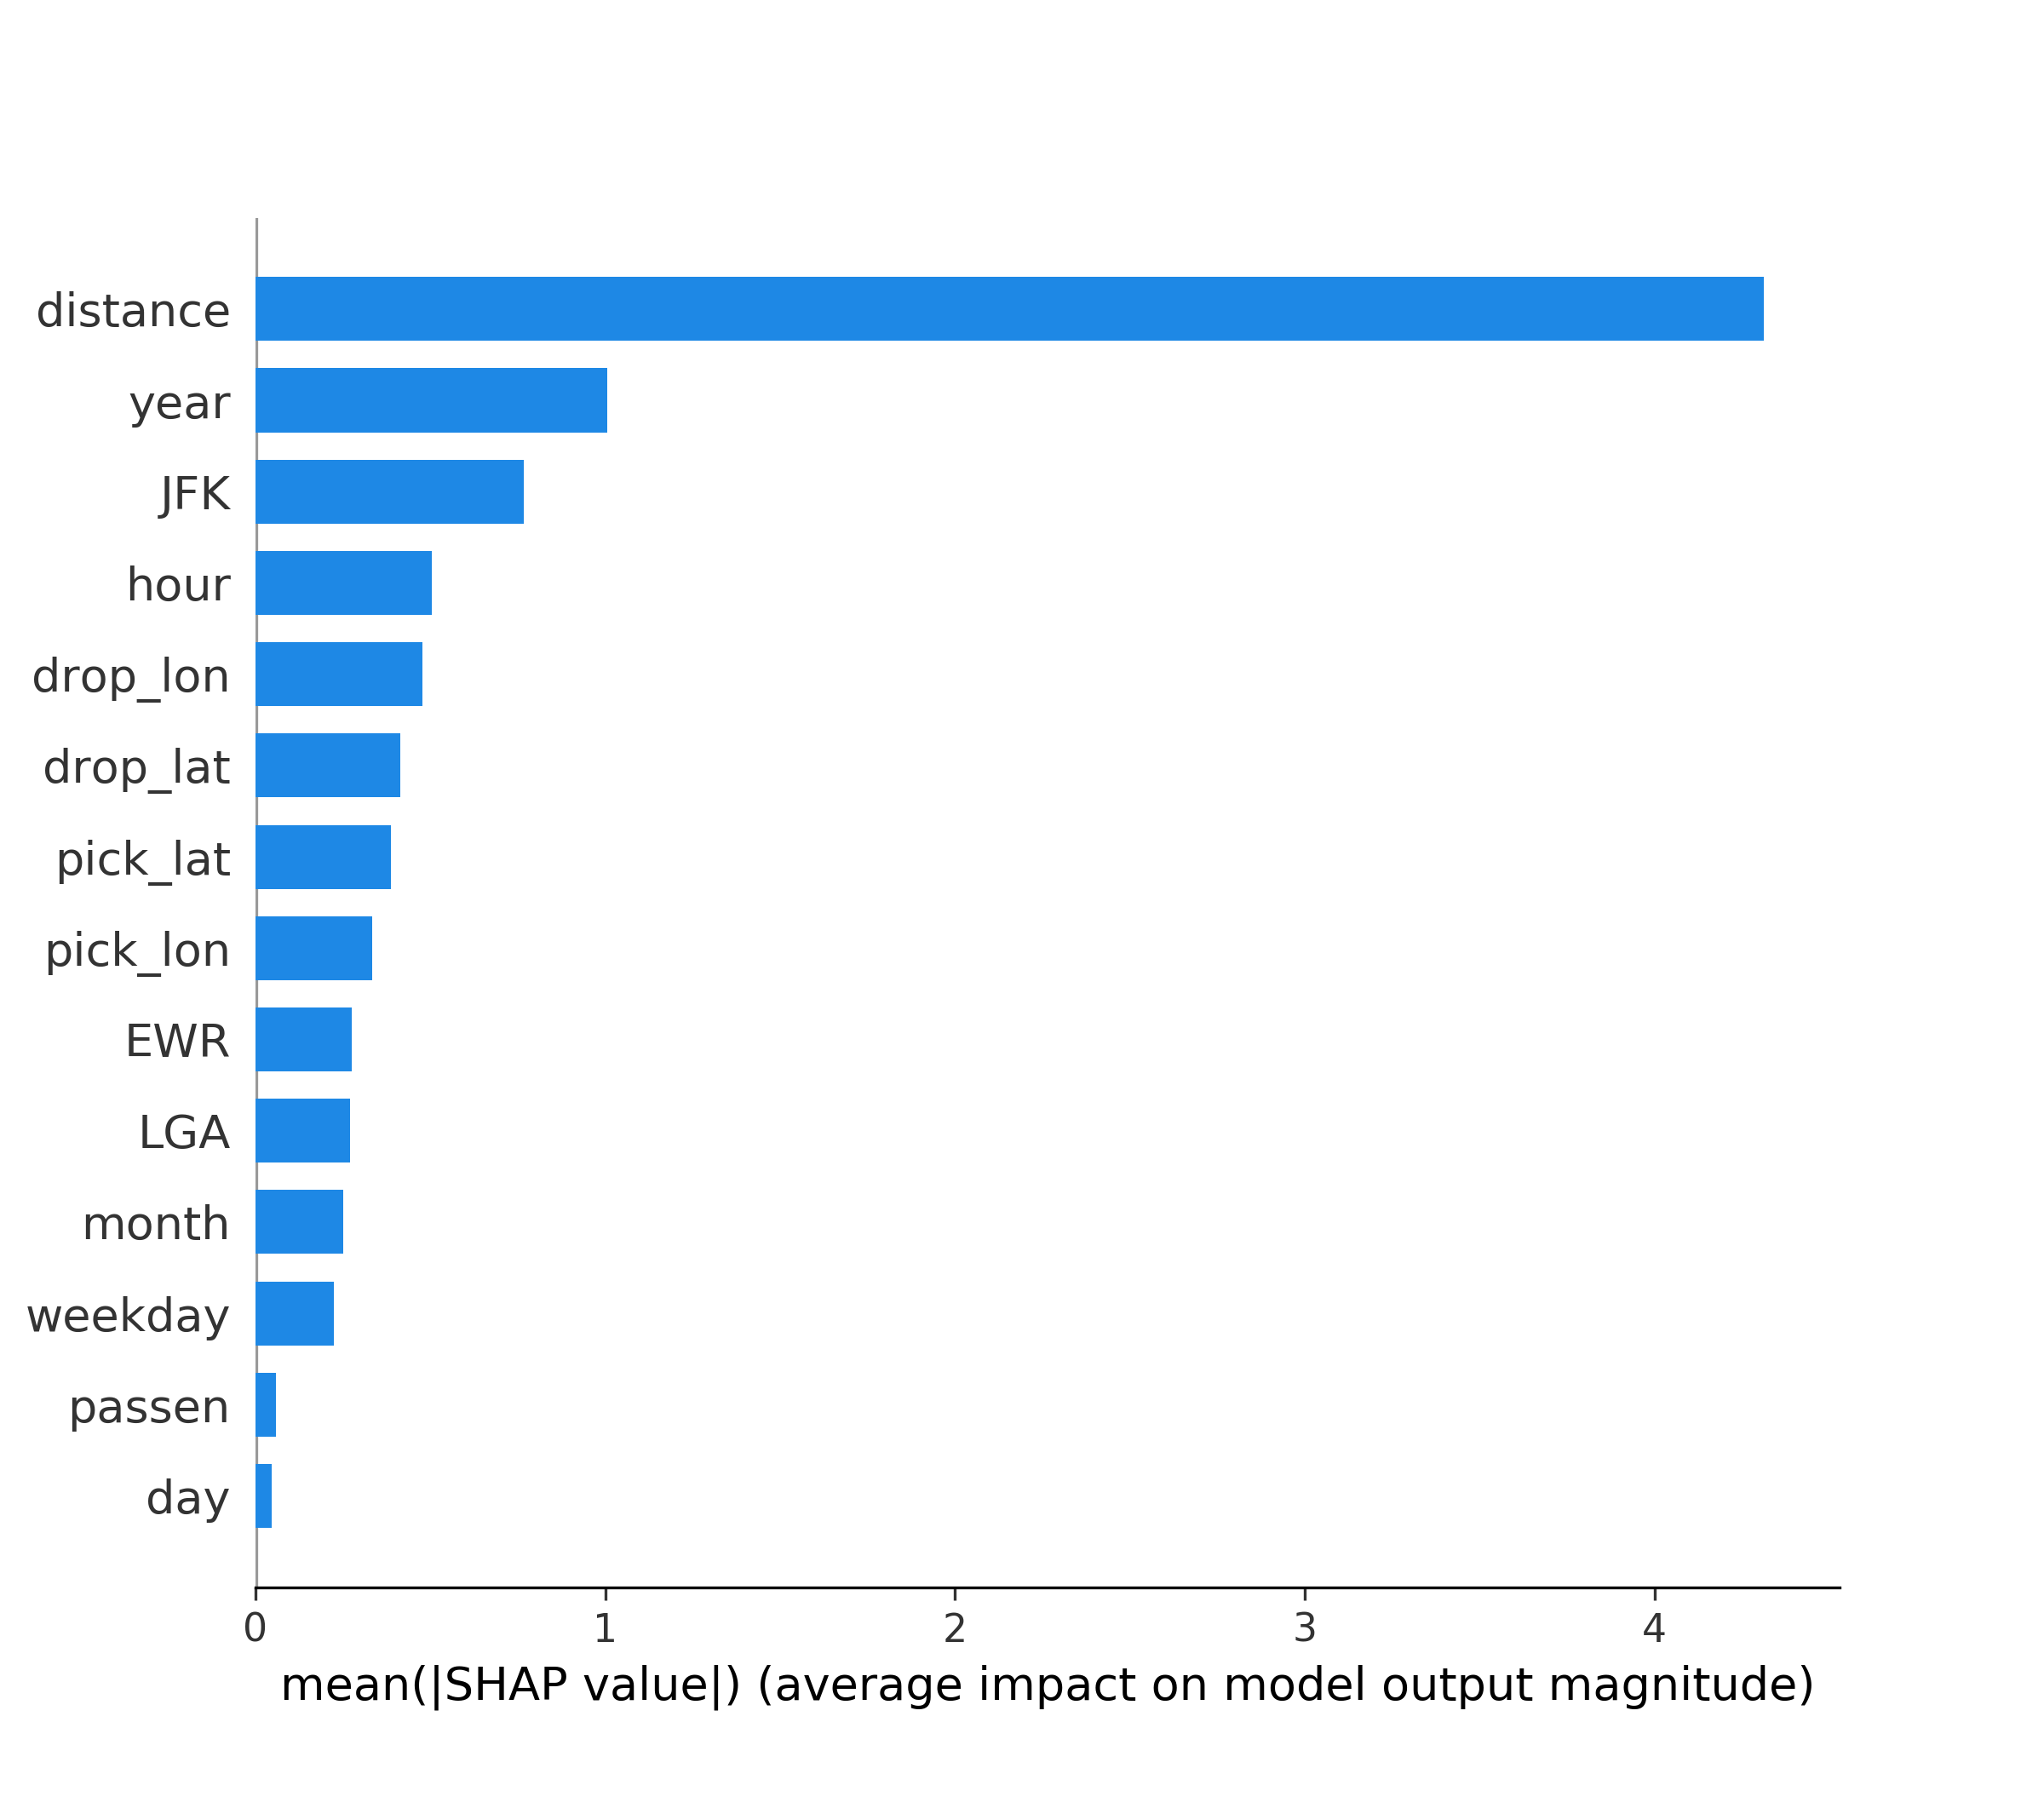 distance
year
JFK
hour
drop_lon
drop_lat
pick_lat
pick_lon
EWR
LGA
month
weekday
passen
day
0 1 2 3 4
mean(|SHAP value|) (average impact on model output magnitude)